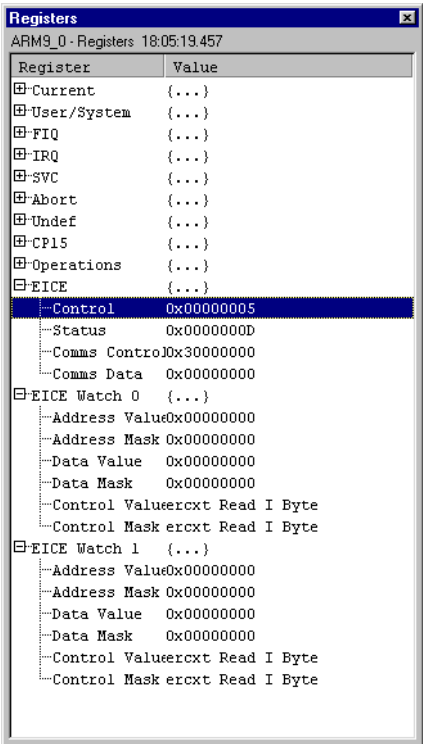 Registers
ARM9_0 - Registers 18:05:19.457
Register Value
Current {...}
User/System {...}
FIQ {...}
IRQ {...}
SVC {...}
Abort {...}
Undef {...}
CP15 {...}
Operations {...}
EICE {...}
Control 0x00000005
Status 0x0000000D
Comms Control 0x30000000
Comms Data 0x00000000
EICE Watch 0 {...}
Address Value 0x00000000
Address Mask 0x00000000
Data Value 0x00000000
Data Mask 0x00000000
Control Value ercxt Read I Byte
Control Mask ercxt Read I Byte
EICE Watch 1 {...}
Address Value 0x00000000
Address Mask 0x00000000
Data Value 0x00000000
Data Mask 0x00000000
Control Value ercxt Read I Byte
Control Mask ercxt Read I Byte